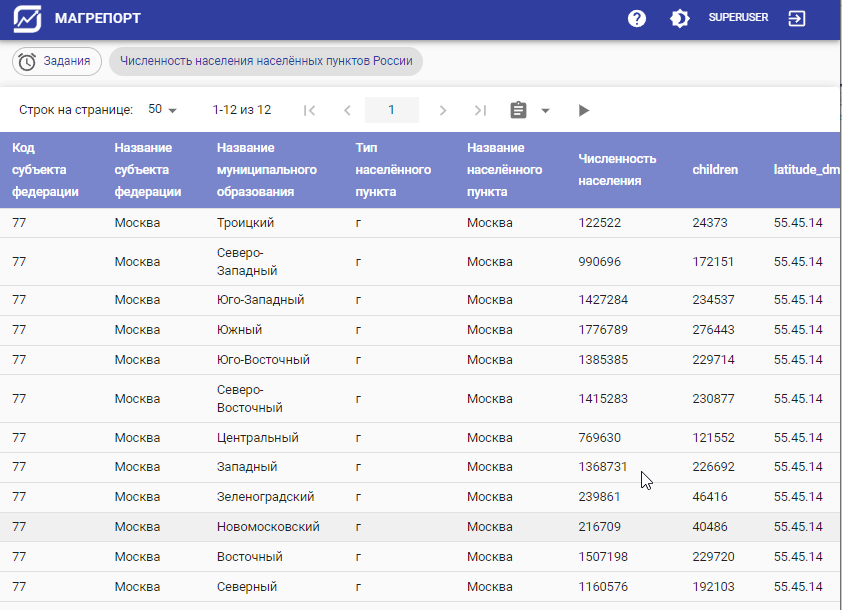 МАГРЕПОРТ
SUPERUSER
Задания
Численность населения населённых пунктов России
Строк на странице: 50 1-12 из 12 1
Код субъекта федерации Название субъекта федерации Название муниципального образования Тип населённого пункта Название населённого пункта Численность населения children latitude_dm
77 Москва Троицкий г Москва 122522 24373 55.45.14
77 Москва Северо-Западный г Москва 990696 172151 55.45.14
77 Москва Юго-Западный г Москва 1427284 234537 55.45.14
77 Москва Южный г Москва 1776789 276443 55.45.14
77 Москва Юго-Восточный г Москва 1385385 229714 55.45.14
77 Москва Северо-Восточный г Москва 1415283 230877 55.45.14
77 Москва Центральный г Москва 769630 121552 55.45.14
77 Москва Западный г Москва 1368731 226692 55.45.14
77 Москва Зеленоградский г Москва 239861 46416 55.45.14
77 Москва Новомосковский г Москва 216709 40486 55.45.14
77 Москва Восточный г Москва 1507198 229720 55.45.14
77 Москва Северный г Москва 1160576 192103 55.45.14